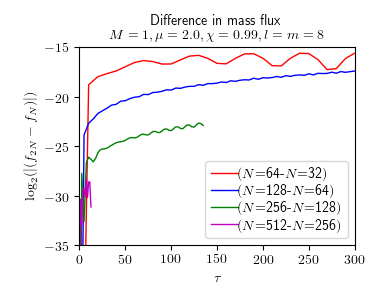 Difference in mass flux
M = 1, μ = 2.0, χ = 0.99, l = m = 8
log₂(|(f₂N − f_N)|)
−15
−20
−25
−30
−35
(N=64-N=32)
(N=128-N=64)
(N=256-N=128)
(N=512-N=256)
0 50 100 150 200 250 300
τ